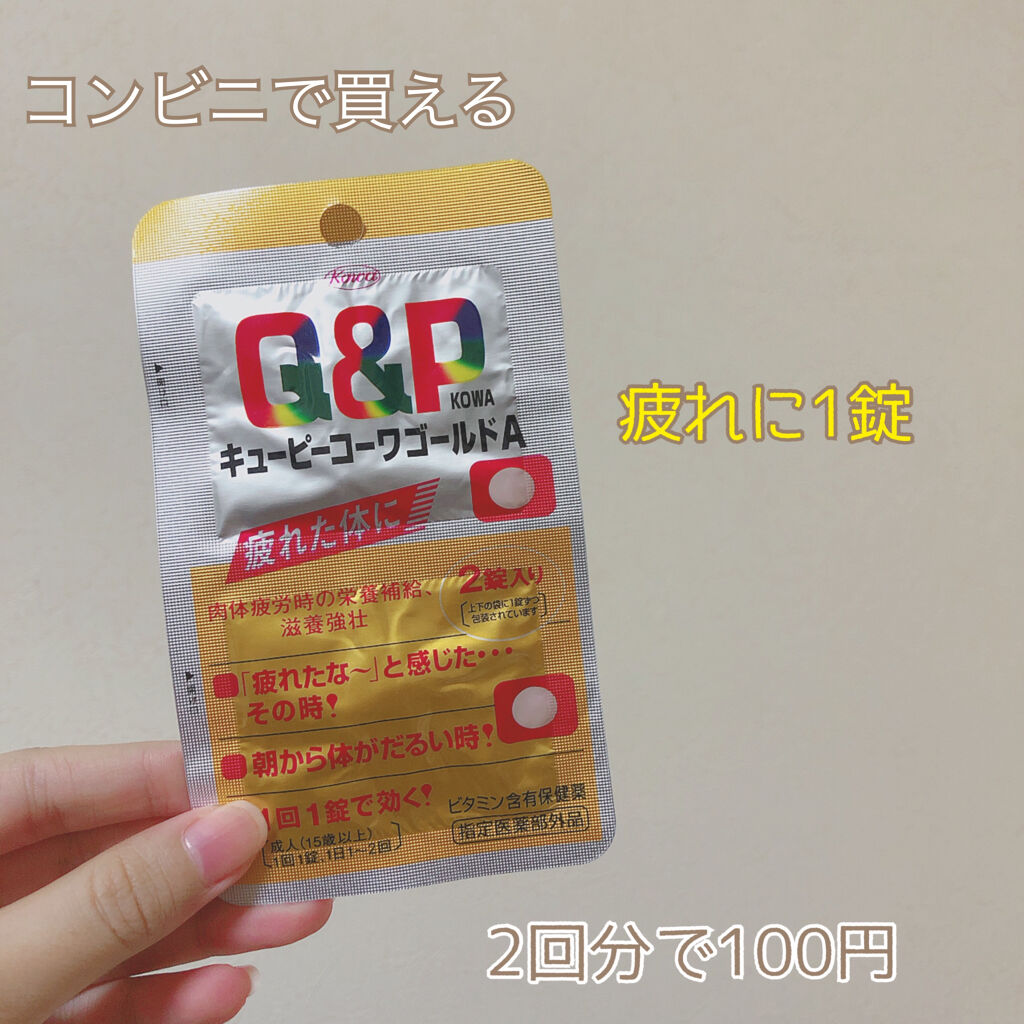 コンビニで買える
Kowa
Q&P
KOWA
キューピーコーワゴールドA
疲れた体に
疲れに1錠
肉体疲労時の栄養補給、
滋養強壮
2錠入り
上下の袋に1錠ずつ
包装されています
「疲れたな〜」と感じた・・・
その時!
朝から体がだるい時!
1回1錠で効く!
成人(15歳以上)
1回1錠、1日1〜2回
ビタミン含有保健薬
指定医薬部外品
2回分で100円